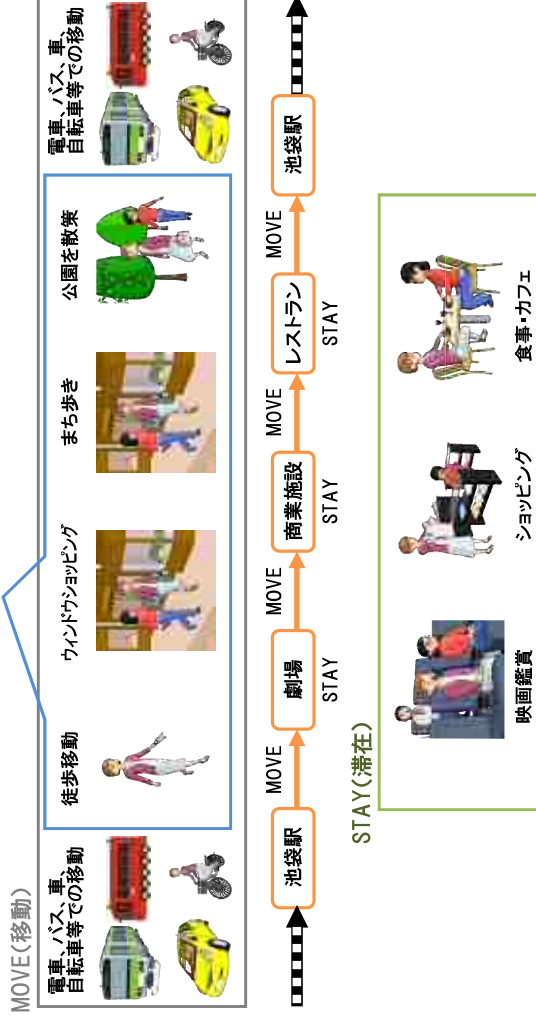 MOVE(移動)
電車、バス、車、
自転車等での移動
徒歩移動
ウィンドウショッピング
まち歩き
公園を散策
電車、バス、車、
自転車等での移動
池袋駅
MOVE
劇場
STAY
MOVE
商業施設
STAY
MOVE
レストラン
STAY
MOVE
池袋駅
STAY(滞在)
映画鑑賞
ショッピング
食事・カフェ